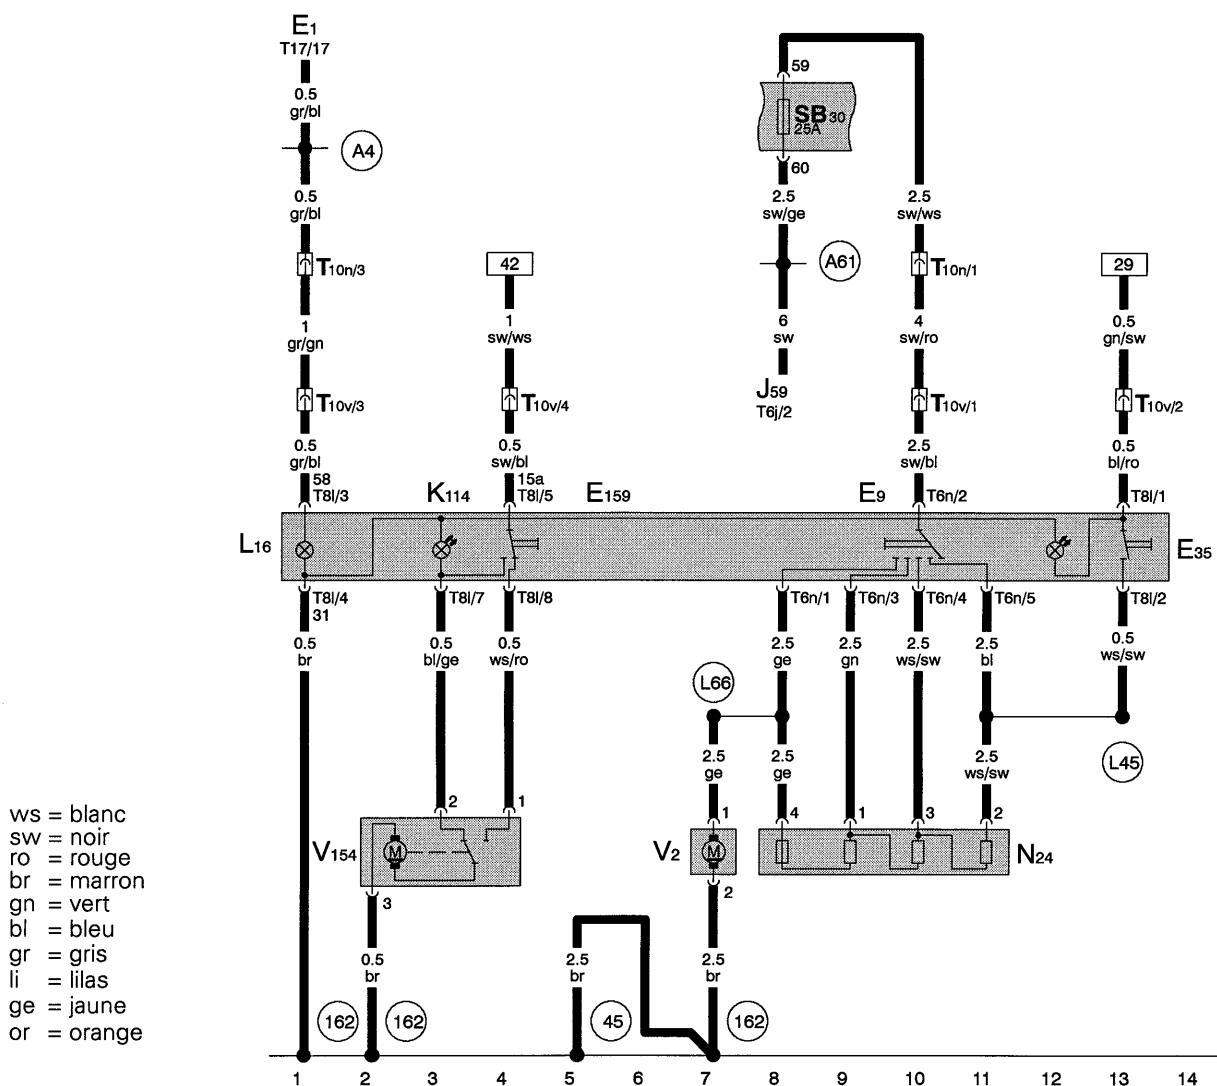 E1
T17/17
0.5
gr/bl
A4
0.5
gr/bl
T10n/3
1
gr/gn
T10v/3
0.5
gr/bl
58
T8l/3
42
1
sw/ws
T10v/4
0.5
sw/bl
15a
T8l/5
59
SB30
25A
60
2.5
sw/ge
A61
6
sw
J59
T6j/2
2.5
sw/ws
T10n/1
4
sw/ro
T10v/1
2.5
sw/bl
T6n/2
29
0.5
gn/sw
T10v/2
0.5
bl/ro
T8l/1
L16
K114
E159
E9
E35
T8l/4
31
T8l/7
T8l/8
T6n/1
T6n/3
T6n/4
T6n/5
T8l/2
0.5
br
0.5
bl/ge
0.5
ws/ro
2.5
ge
2.5
gn
2.5
ws/sw
2.5
bl
0.5
ws/sw
L66
L45
2.5
ge
2.5
ge
2.5
ws/sw
2
1
1
4
1
3
2
V154
M
V2
M
N24
3
2
0.5
br
2.5
br
2.5
br
162
162
45
162
ws = blanc
sw = noir
ro = rouge
br = marron
gn = vert
bl = bleu
gr = gris
li = lilas
ge = jaune
or = orange
1 2 3 4 5 6 7 8 9 10 11 12 13 14